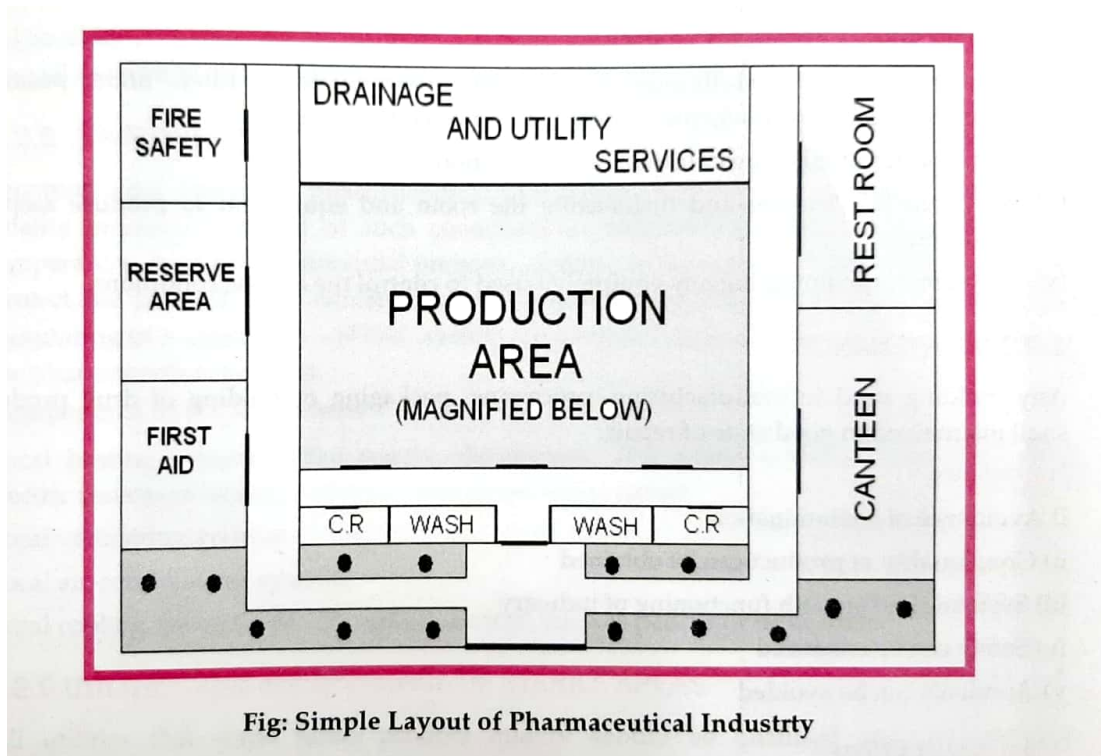 FIRE
SAFETY
RESERVE
AREA
FIRST
AID
DRAINAGE
AND UTILITY
SERVICES
PRODUCTION
AREA
(MAGNIFIED BELOW)
C.R
WASH
WASH
C.R
REST ROOM
CANTEEN
Fig: Simple Layout of Pharmaceutical Industrty